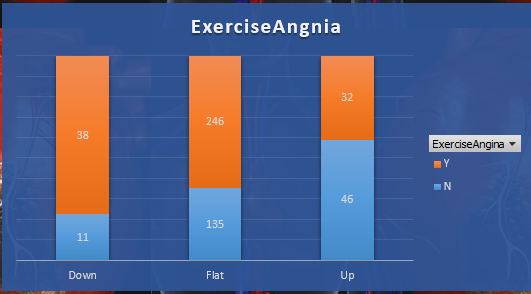 ExerciseAngnia
38 246 32
11 135 46
Down Flat Up
ExerciseAngina
Y
N